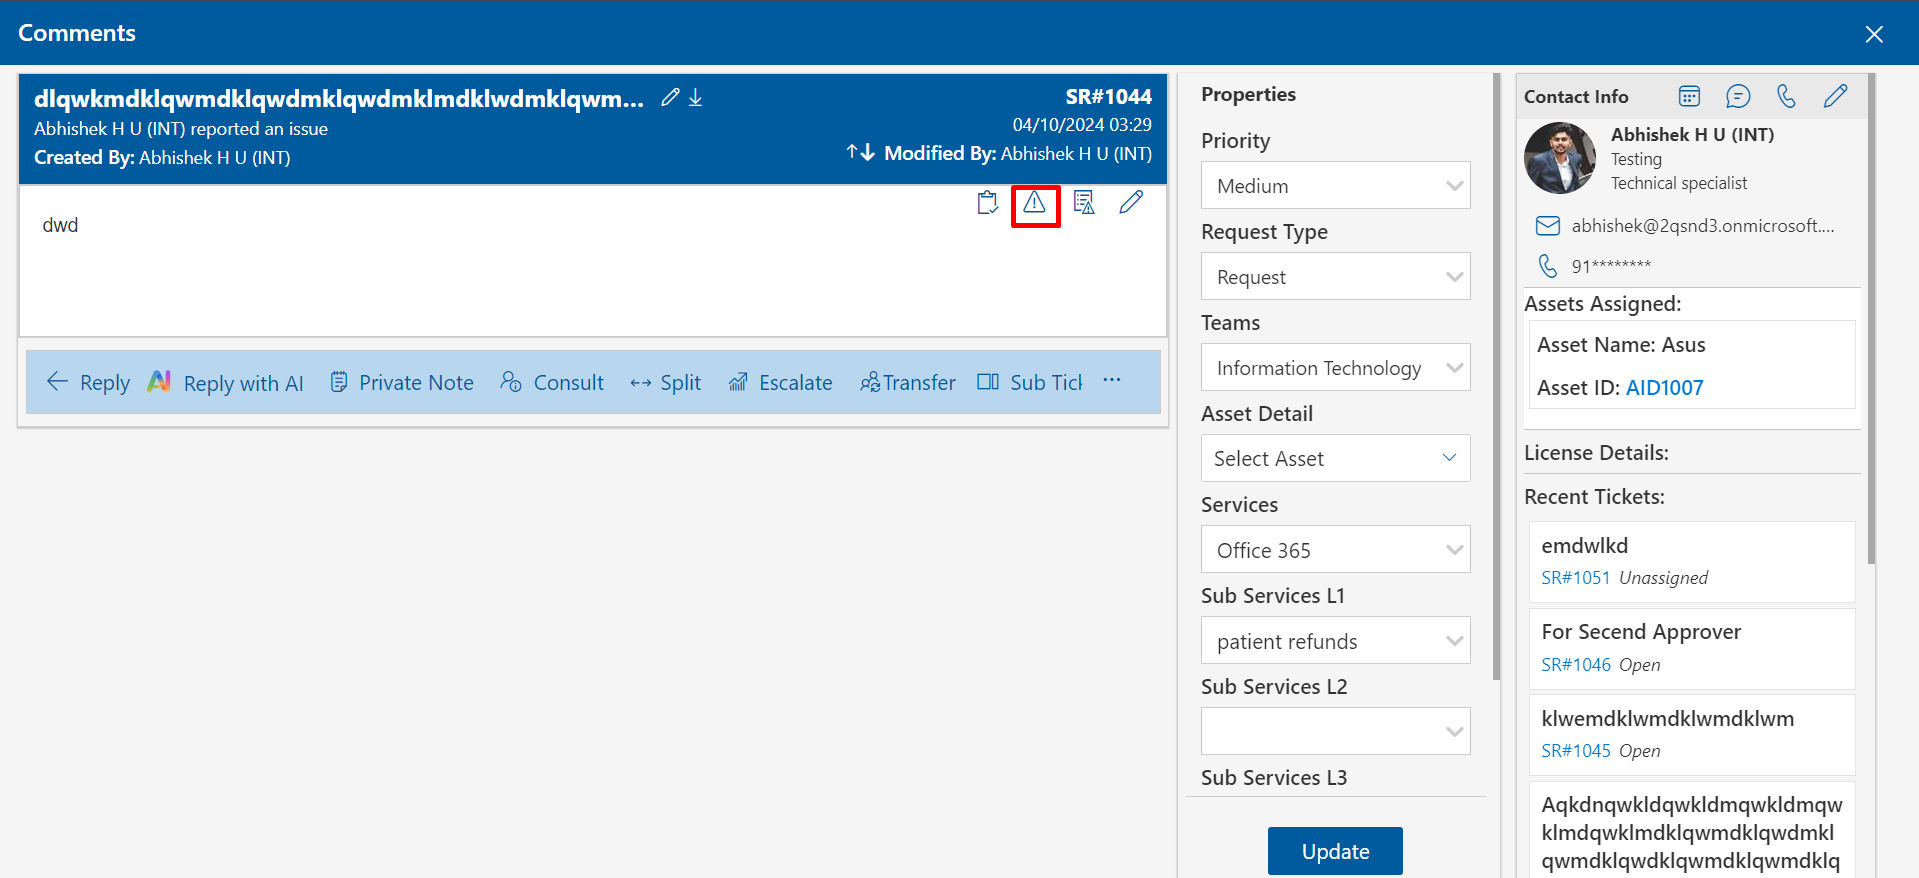 Comments
dlqwkmdklqwmdklqwdmklqwdmklmdklwdmklqwm...
SR#1044
Abhishek H U (INT) reported an issue
04/10/2024 03:29
Created By: Abhishek H U (INT)
Modified By: Abhishek H U (INT)
dwd
Reply
AI Reply with AI
Private Note
Consult
Split
Escalate
Transfer
Sub Tick
...
Properties
Priority
Medium
Request Type
Request
Teams
Information Technology
Asset Detail
Select Asset
Services
Office 365
Sub Services L1
patient refunds
Sub Services L2
Sub Services L3
Update
Contact Info
Abhishek H U (INT)
Testing
Technical specialist
abhishek@2qsnd3.onmicrosoft....
91********
Assets Assigned:
Asset Name: Asus
Asset ID: AID1007
License Details:
Recent Tickets:
emdwlkd
SR#1051 Unassigned
For Secend Approver
SR#1046 Open
klwemdklwmdklwmdklwm
SR#1045 Open
Aqkdnqwkldqwkldmqwkldmqw
klmdqwklmdklqwmdklqwdmkl
qwmdklqwdklqwmdklqwmdklq